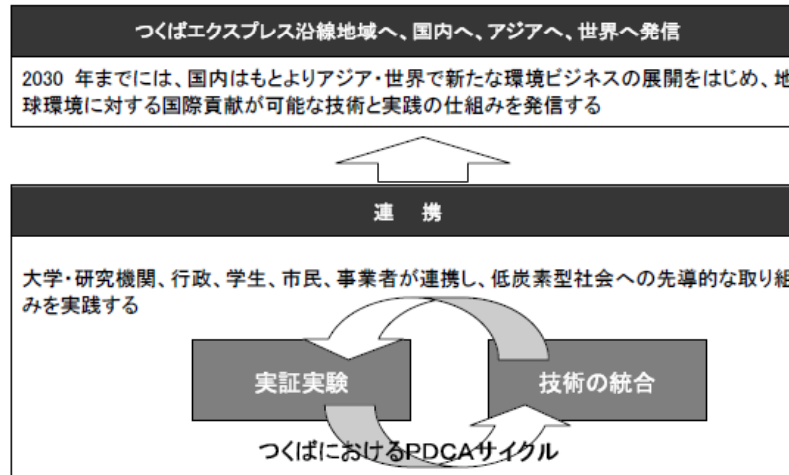 つくばエクスプレス沿線地域へ、国内へ、アジアへ、世界へ発信
2030 年までには、国内はもとよりアジア・世界で新たな環境ビジネスの展開をはじめ、地
球環境に対する国際貢献が可能な技術と実践の仕組みを発信する
連 携
大学・研究機関、行政、学生、市民、事業者が連携し、低炭素型社会への先導的な取り組
みを実践する
実証実験
技術の統合
つくばにおけるPDCAサイクル